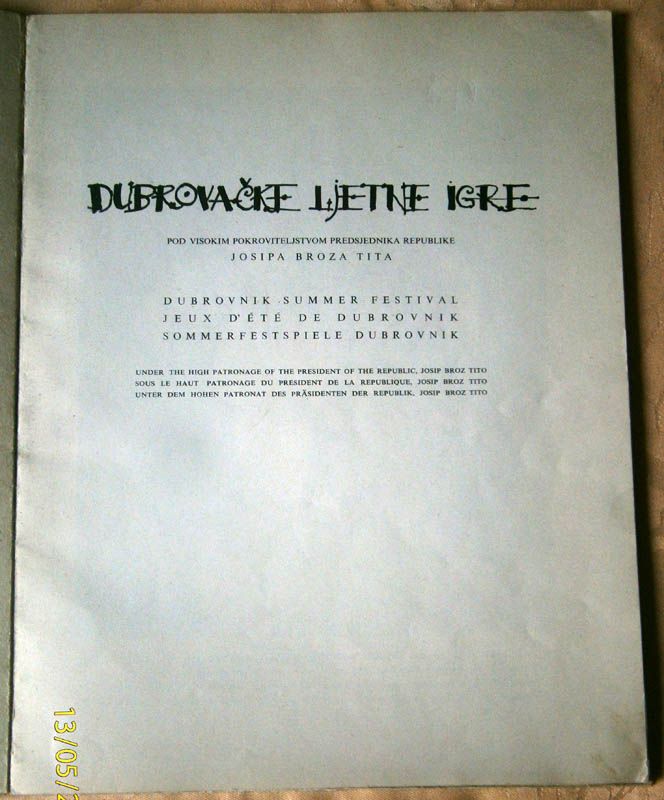 DUBROVAČKE LJETNE IGRE
POD VISOKIM POKROVITELJSTVOM PREDSJEDNIKA REPUBLIKE
JOSIPA BROZA TITA
DUBROVNIK SUMMER FESTIVAL
JEUX D'ÉTÉ DE DUBROVNIK
SOMMERFESTSPIELE DUBROVNIK
UNDER THE HIGH PATRONAGE OF THE PRESIDENT OF THE REPUBLIC, JOSIP BROZ TITO
SOUS LE HAUT PATRONAGE DU PRESIDENT DE LA REPUBLIQUE, JOSIP BROZ TITO
UNTER DEM HOHEN PATRONAT DES PRÄSIDENTEN DER REPUBLIK, JOSIP BROZ TITO
13/05/